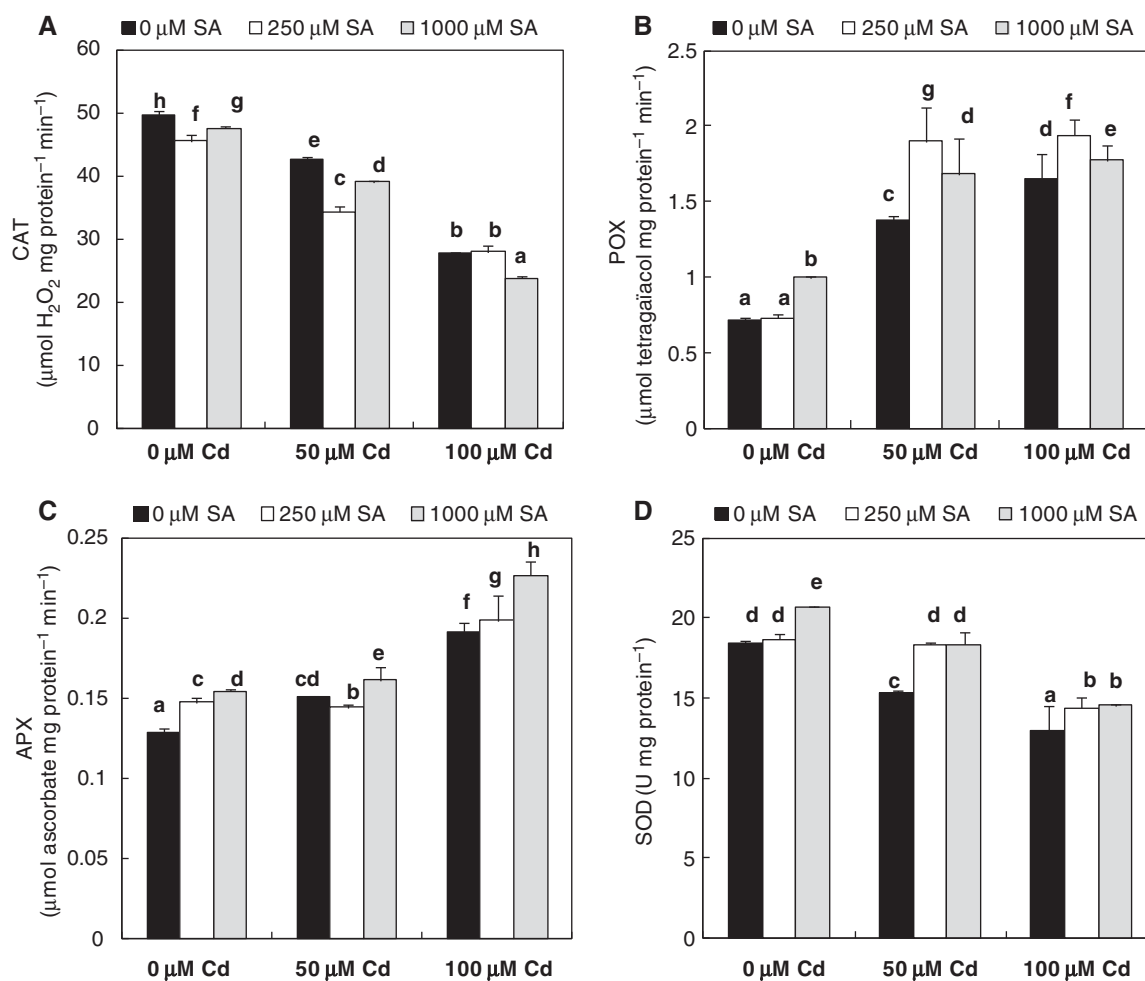 A
0 µM SA 250 µM SA 1000 µM SA
60
50
40
30
20
10
0
CAT
(µmol H₂O₂ mg protein⁻¹ min⁻¹)
h f g
e c d
b b a
0 µM Cd 50 µM Cd 100 µM Cd
B
0 µM SA 250 µM SA 1000 µM SA
2.5
2
1.5
1
0.5
0
POX
(µmol tetragaïacol mg protein⁻¹ min⁻¹)
a a b
c g d
d f e
0 µM Cd 50 µM Cd 100 µM Cd
C
0 µM SA 250 µM SA 1000 µM SA
0.25
0.2
0.15
0.1
0.05
0
APX
(µmol ascorbate mg protein⁻¹ min⁻¹)
a c d
cd b e
f g h
0 µM Cd 50 µM Cd 100 µM Cd
D
0 µM SA 250 µM SA 1000 µM SA
25
20
15
10
5
0
SOD (U mg protein⁻¹)
d d e
c d d
a b b
0 µM Cd 50 µM Cd 100 µM Cd